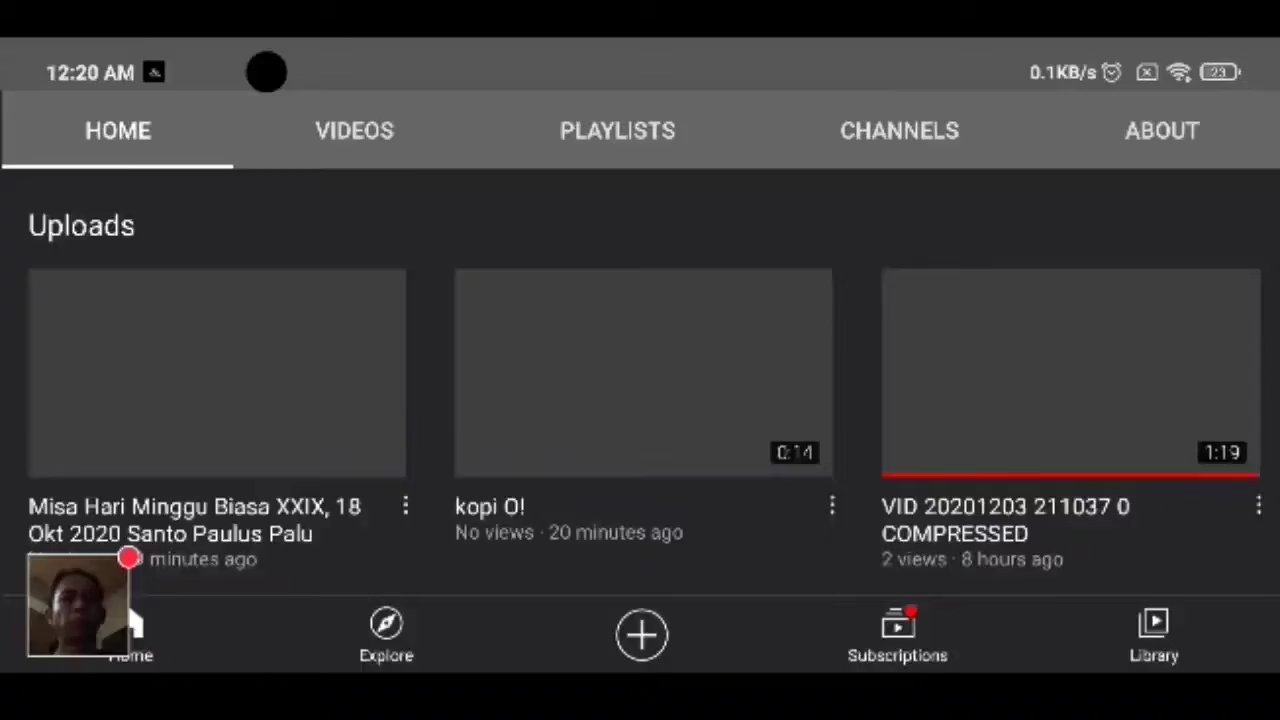 12:20 AM
0.1KB/s
23
HOME
VIDEOS
PLAYLISTS
CHANNELS
ABOUT
Uploads
0:14
1:19
Misa Hari Minggu Biasa XXIX, 18
Okt 2020 Santo Paulus Palu
minutes ago
kopi O!
No views · 20 minutes ago
VID 20201203 211037 0
COMPRESSED
2 views · 8 hours ago
Home
Explore
Subscriptions
Library